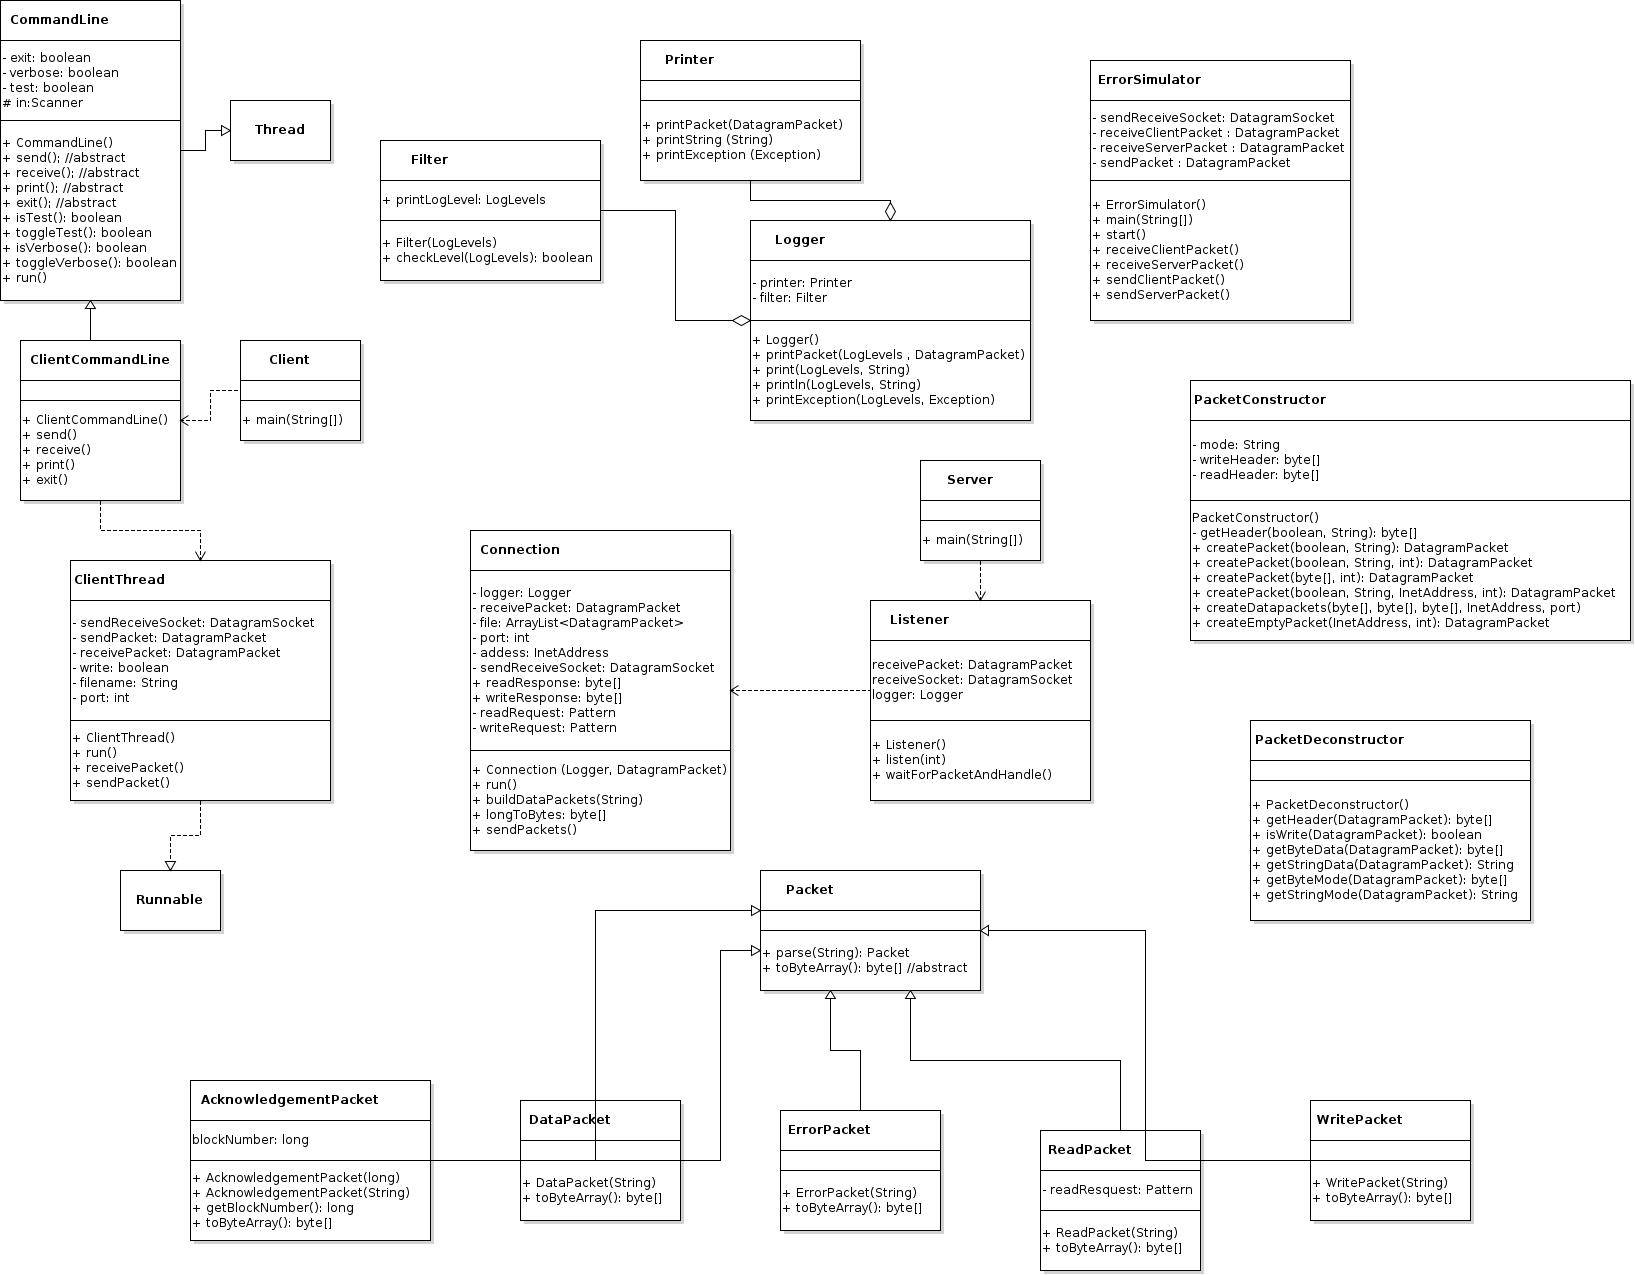 CommandLine
- exit: boolean
- verbose: boolean
- test: boolean
# in:Scanner
+ CommandLine()
+ send(); //abstract
+ receive(); //abstract
+ print(); //abstract
+ exit(); //abstract
+ isTest(): boolean
+ toggleTest(): boolean
+ isVerbose(): boolean
+ toggleVerbose(): boolean
+ run()
Thread
Filter
+ printLogLevel: LogLevels
+ Filter(LogLevels)
+ checkLevel(LogLevels): boolean
Printer
+ printPacket(DatagramPacket)
+ printString (String)
+ printException (Exception)
Logger
- printer: Printer
- filter: Filter
+ Logger()
+ printPacket(LogLevels , DatagramPacket)
+ print(LogLevels, String)
+ println(LogLevels, String)
+ printException(LogLevels, Exception)
ErrorSimulator
- sendReceiveSocket: DatagramSocket
- receiveClientPacket : DatagramPacket
- receiveServerPacket : DatagramPacket
- sendPacket : DatagramPacket
+ ErrorSimulator()
+ main(String[])
+ start()
+ receiveClientPacket()
+ receiveServerPacket()
+ sendClientPacket()
+ sendServerPacket()
ClientCommandLine
+ ClientCommandLine()
+ send()
+ receive()
+ print()
+ exit()
Client
+ main(String[])
PacketConstructor
- mode: String
- writeHeader: byte[]
- readHeader: byte[]
PacketConstructor()
- getHeader(boolean, String): byte[]
+ createPacket(boolean, String): DatagramPacket
+ createPacket(boolean, String, int): DatagramPacket
+ createPacket(byte[], int): DatagramPacket
+ createPacket(boolean, String, InetAddress, int): DatagramPacket
+ createDatapackets(byte[], byte[], byte[], InetAddress, port)
+ createEmptyPacket(InetAddress, int): DatagramPacket
Server
+ main(String[])
ClientThread
- sendReceiveSocket: DatagramSocket
- sendPacket: DatagramPacket
- receivePacket: DatagramPacket
- write: boolean
- filename: String
- port: int
+ ClientThread()
+ run()
+ receivePacket()
+ sendPacket()
Connection
- logger: Logger
- receivePacket: DatagramPacket
- file: ArrayList<DatagramPacket>
- port: int
- addess: InetAddress
- sendReceiveSocket: DatagramSocket
+ readResponse: byte[]
+ writeResponse: byte[]
- readRequest: Pattern
- writeRequest: Pattern
+ Connection (Logger, DatagramPacket)
+ run()
+ buildDataPackets(String)
+ longToBytes: byte[]
+ sendPackets()
Listener
receivePacket: DatagramPacket
receiveSocket: DatagramSocket
logger: Logger
+ Listener()
+ listen(int)
+ waitForPacketAndHandle()
PacketDeconstructor
+ PacketDeconstructor()
+ getHeader(DatagramPacket): byte[]
+ isWrite(DatagramPacket): boolean
+ getByteData(DatagramPacket): byte[]
+ getStringData(DatagramPacket): String
+ getByteMode(DatagramPacket): byte[]
+ getStringMode(DatagramPacket): String
Runnable
Packet
+ parse(String): Packet
+ toByteArray(): byte[] //abstract
AcknowledgementPacket
blockNumber: long
+ AcknowledgementPacket(long)
+ AcknowledgementPacket(String)
+ getBlockNumber(): long
+ toByteArray(): byte[]
DataPacket
+ DataPacket(String)
+ toByteArray(): byte[]
ErrorPacket
+ ErrorPacket(String)
+ toByteArray(): byte[]
ReadPacket
- readResquest: Pattern
+ ReadPacket(String)
+ toByteArray(): byte[]
WritePacket
+ WritePacket(String)
+ toByteArray(): byte[]